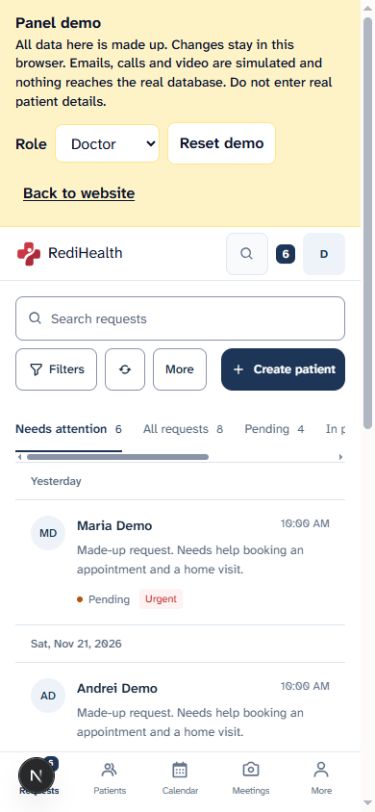 Panel demo
All data here is made up. Changes stay in this
browser. Emails, calls and video are simulated and
nothing reaches the real database. Do not enter real
patient details.
Role Doctor Reset demo
Back to website
RediHealth 6 D
Search requests
Filters More + Create patient
Needs attention 6 All requests 8 Pending 4 In p
Yesterday
MD Maria Demo 10:00 AM
Made-up request. Needs help booking an
appointment and a home visit.
Pending Urgent
Sat, Nov 21, 2026
AD Andrei Demo 10:00 AM
Made-up request. Needs help booking an
appointment and a home visit.
N 6
Patients Calendar Meetings More